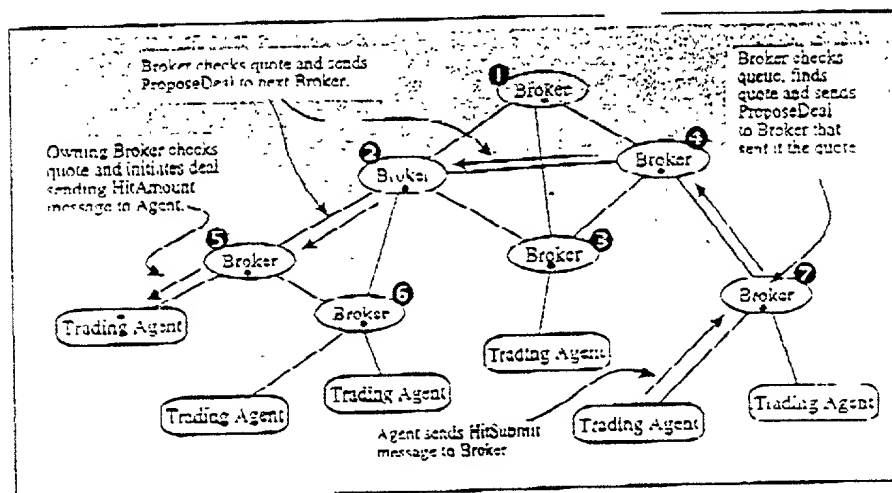 Broker checks quote and sends
ProposeDeal to next Broker.
Broker checks
queue, finds
quote and sends
ProposeDeal
to Broker that
sent it the quote
Owning Broker checks
quote and initiates deal
sending HitAmount
message to Agent.
1
Broker
2
Broker
4
Broker
5
Broker
3
Broker
6
Broker
7
Broker
Trading Agent
Trading Agent
Trading Agent
Trading Agent
Trading Agent
Trading Agent
Agent sends HitSubmit
message to Broker